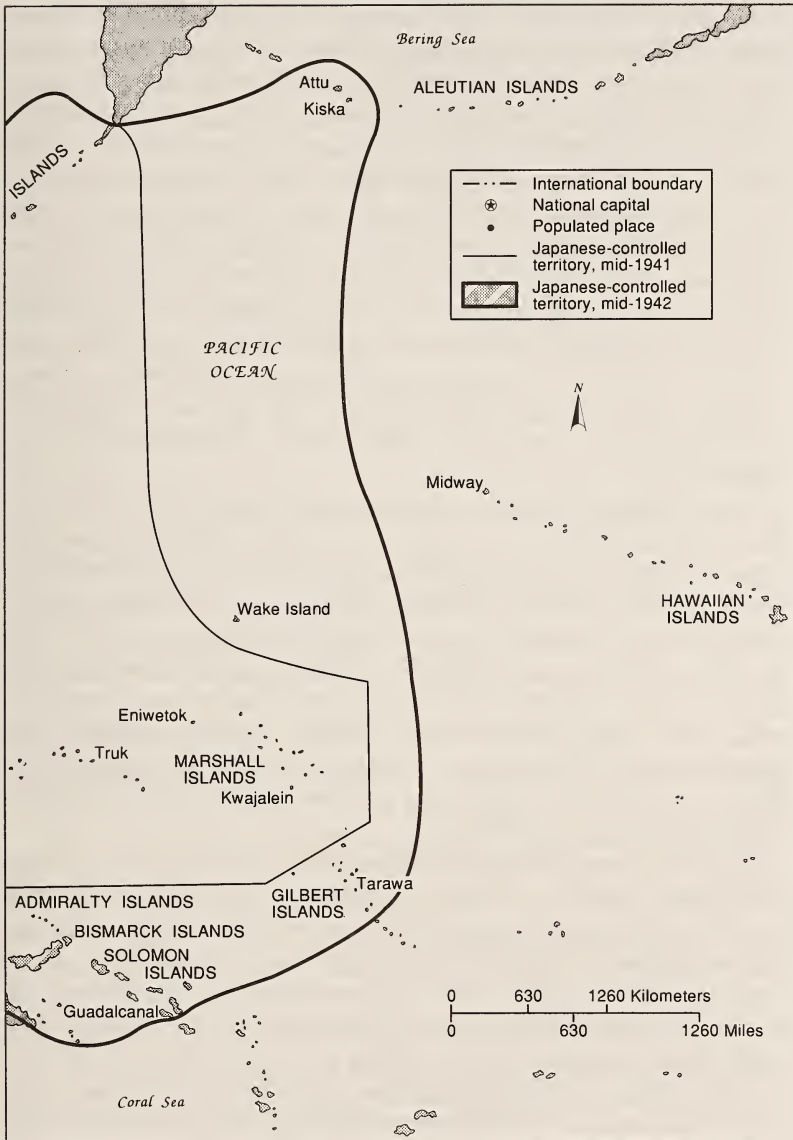 Bering Sea
Attu
Kiska
ALEUTIAN ISLANDS
ISLANDS
International boundary
National capital
Populated place
Japanese-controlled
territory, mid-1941
Japanese-controlled
territory, mid-1942
PACIFIC
OCEAN
N
Midway
HAWAIIAN
ISLANDS
Wake Island
Eniwetok
Truk
MARSHALL
ISLANDS
Kwajalein
Tarawa
GILBERT
ISLANDS
ADMIRALTY ISLANDS
BISMARCK ISLANDS
SOLOMON
ISLANDS
Guadalcanal
0 630 1260 Kilometers
0 630 1260 Miles
Coral Sea